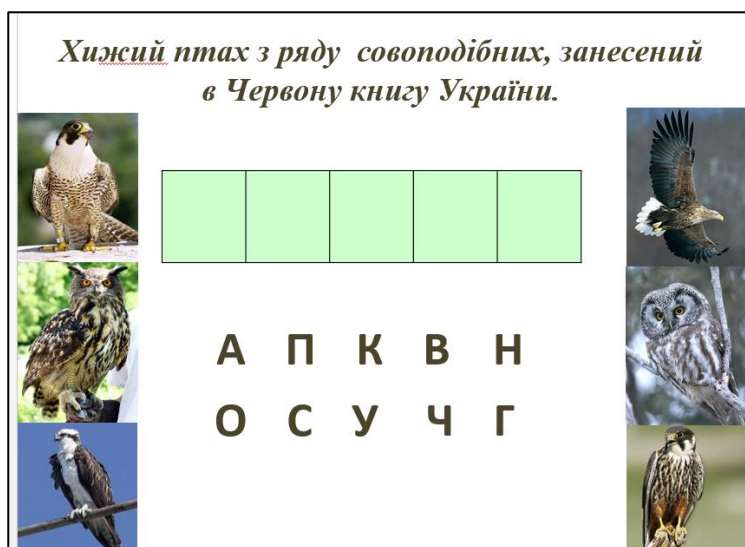 Хижий птах з ряду совоподібних, занесений
в Червону книгу України.
А П К В Н
О С У Ч Г